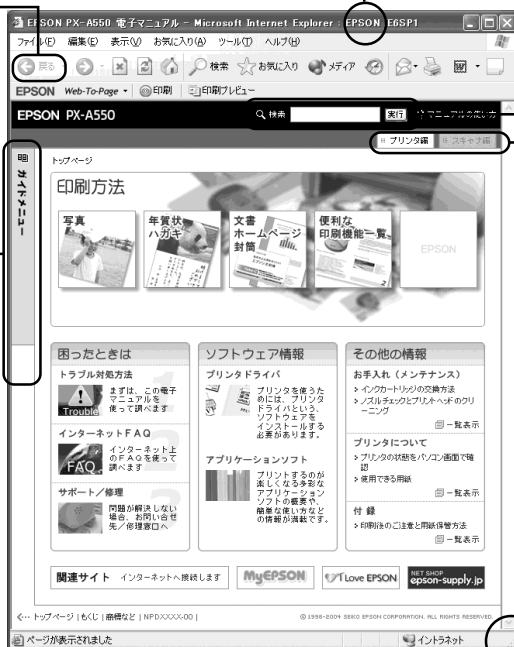 EPSON PX-A550 電子マニュアル - Microsoft Internet Explorer : EPSON IE6SP1
ファイル(F) 編集(E) 表示(V) お気に入り(A) ツール(T) ヘルプ(H)
戻る 検索 お気に入り メディア
EPSON Web-To-Page 印刷 印刷プレビュー
EPSON PX-A550 検索 実行 マニュアルの使い方
プリンタ編 スキャナ編
ガイドメニュー
トップページ
印刷方法
写真
年賀状
ハガキ
文書
ホームページ
封筒
便利な
印刷機能一覧
EPSON
困ったときは
トラブル対処方法
Trouble
まずは、この電子
マニュアルを
使って調べます
インターネットFAQ
FAQ
インターネット上
のFAQを使って
調べます
サポート/修理
問題が解決しない
場合、お問い合せ
先/修理窓口へ
ソフトウェア情報
プリンタドライバ
プリンタを使うた
めには、プリンタ
ドライバという、
ソフトウェアを
インストールする
必要があります。
アプリケーションソフト
プリントするのが
楽しくなる多彩な
アプリケーション
ソフトの概要や、
簡単な使い方など
の情報が満載です。
その他の情報
お手入れ(メンテナンス)
> インクカートリッジの交換方法
> ノズルチェックとプリントヘッドのクリ
ーニング
一覧表示
プリンタについて
> プリンタの状態をパソコン画面で確
認
> 使用できる用紙
一覧表示
付 録
> 印刷後のご注意と用紙保管方法
一覧表示
関連サイト インターネットへ接続します
MyEPSON
I Love EPSON
NET SHOP
epson-supply.jp
トップページ | もくじ | 商標など | NPDXXXX-00 |
© 1998-2004 SEIKO EPSON CORPORATION. ALL RIGHTS RESERVED.
ページが表示されました
イントラネット